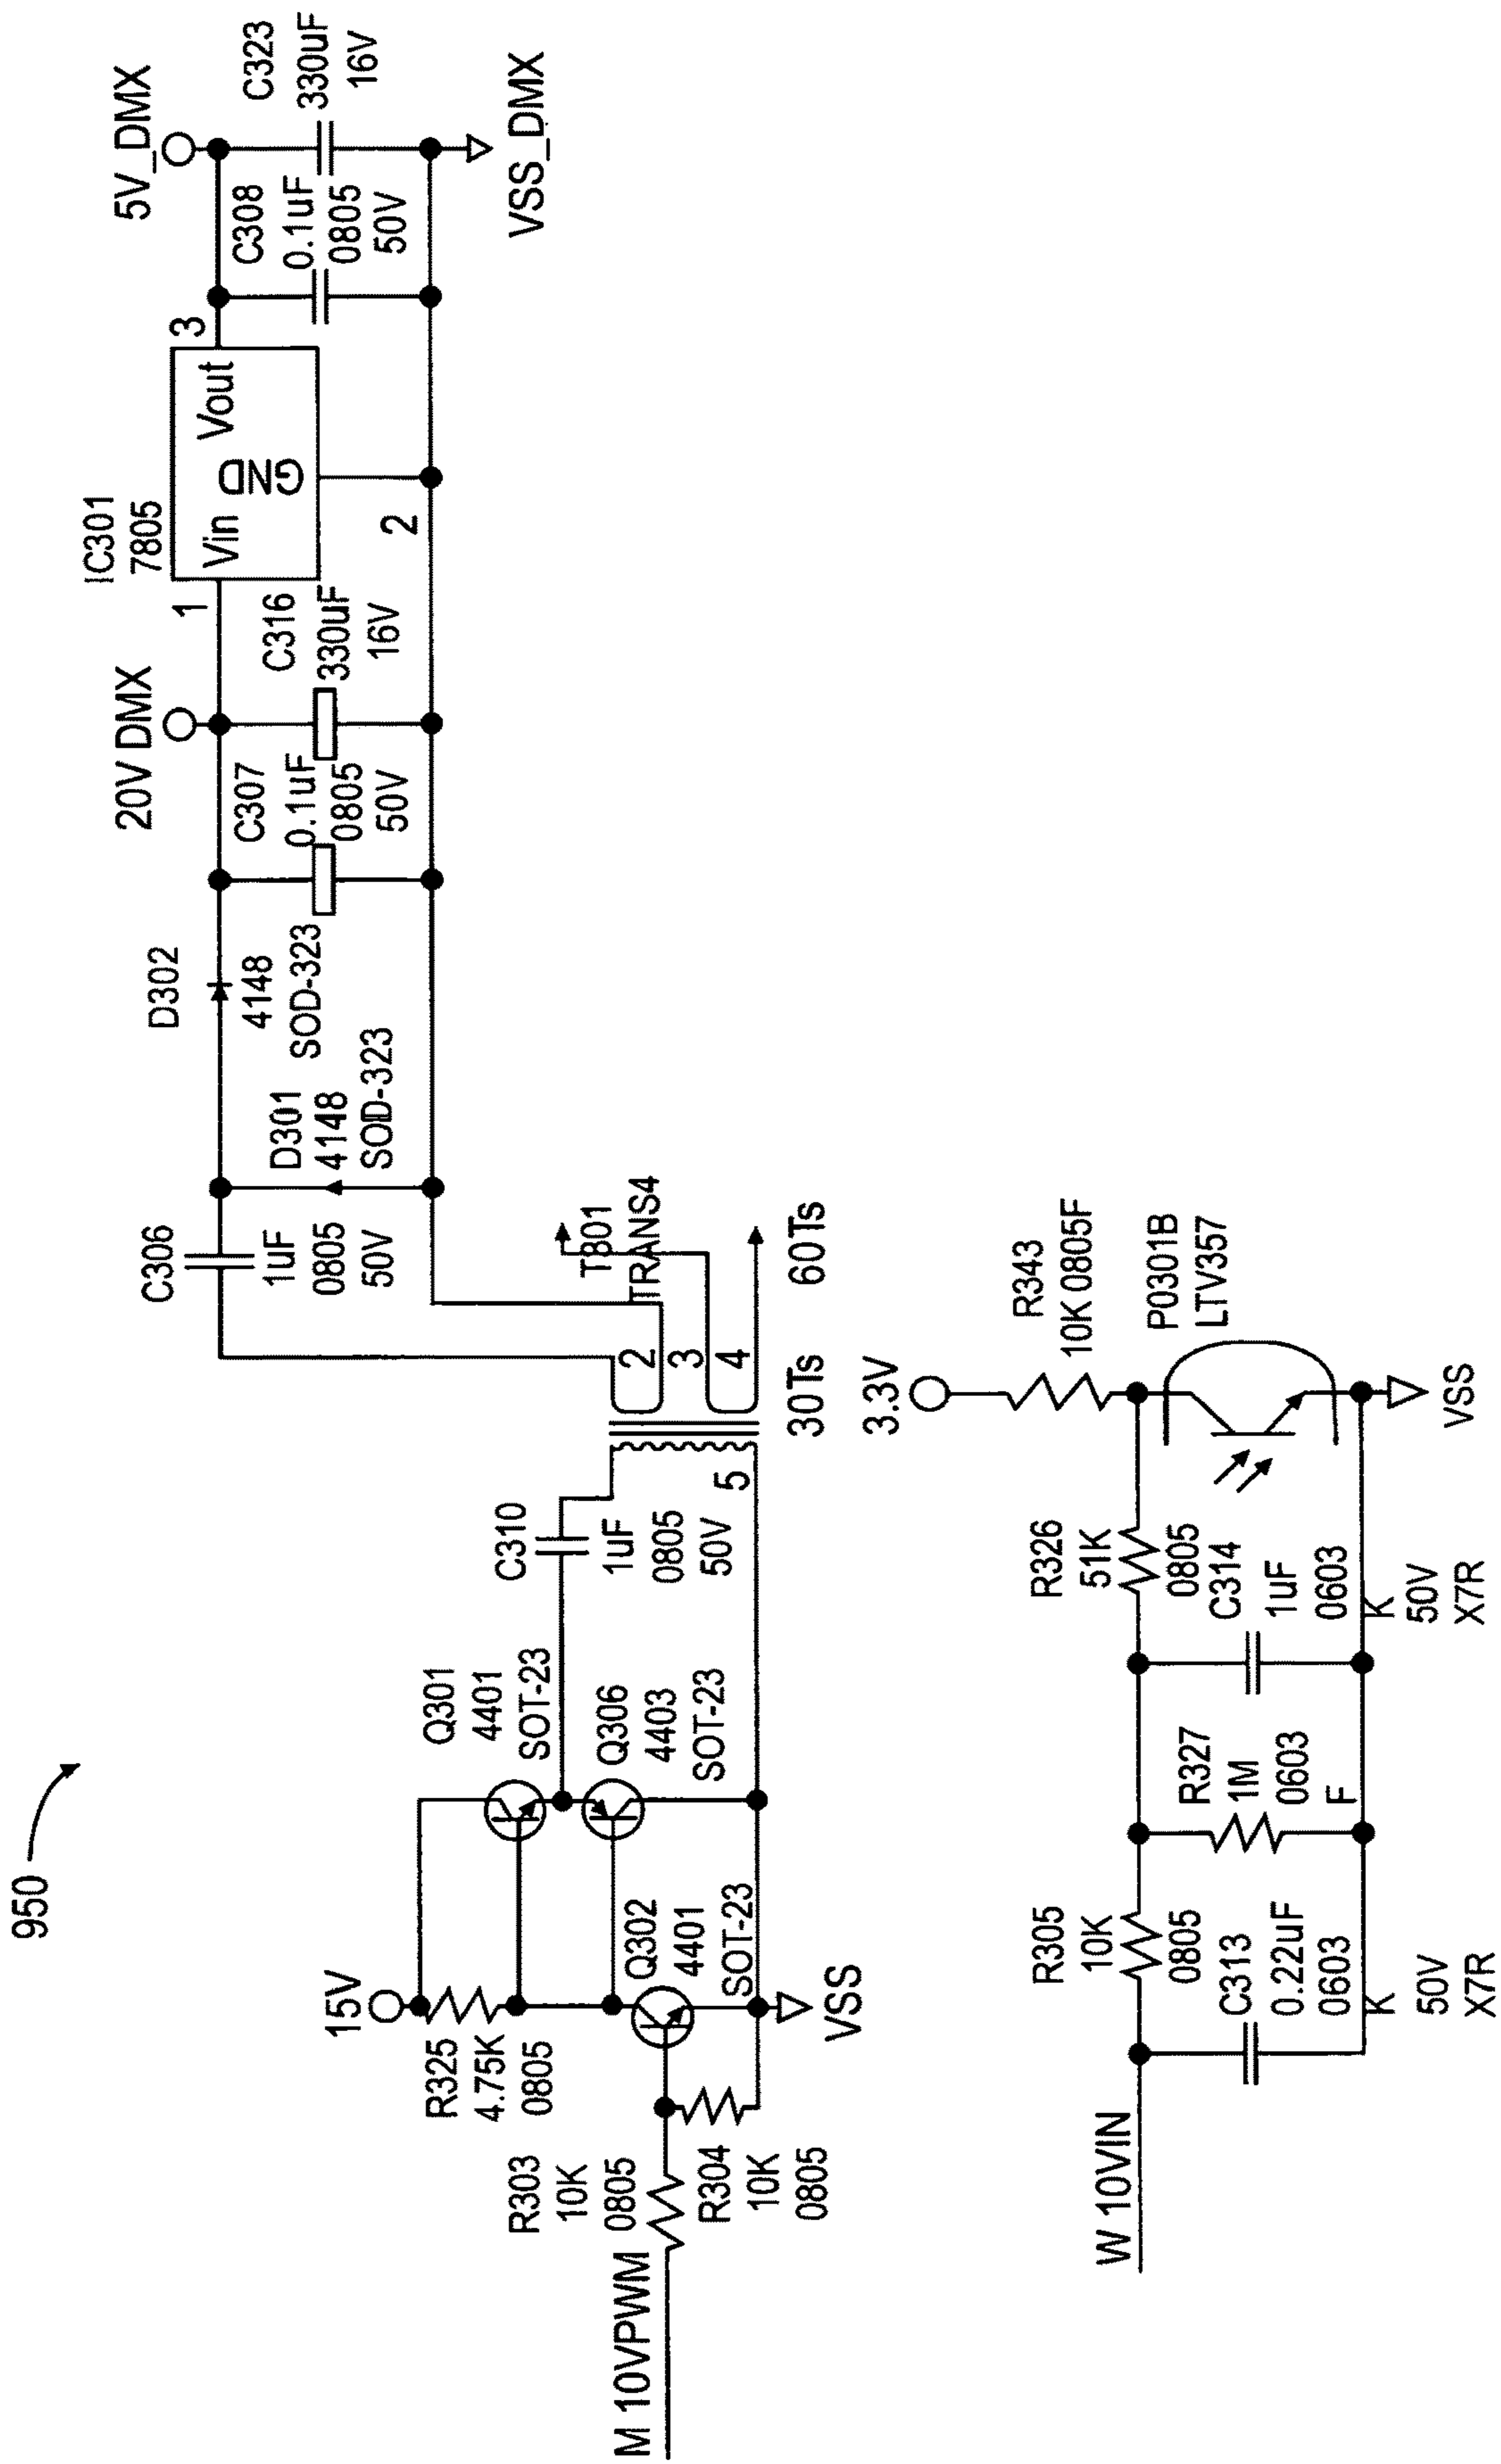 950
M 10VPWM
R303
10K
0805
R304
10K
0805
15V
R325
4.75K
0805
Q302
4401
SOT-23
VSS
Q301
4401
SOT-23
Q306
4403
SOT-23
C310
1uF
0805
50V
5
2
3
4
30Ts
60Ts
T801
TRANS4
C306
1uF
0805
50V
D301
4148
SOD-323
D302
4148
SOD-323
20V DMX
C307
0.1uF
0805
50V
C316
330uF
16V
IC301
7805
1
Vin
Vout
GND
2
3
5V_DMX
C308
0.1uF
0805
50V
C323
330uF
16V
VSS_DMX
W 10VIN
R305
10K
0805
C313
0.22uF
0603
K
50V
X7R
R327
1M
0603
F
R326
51K
0805
C314
1uF
0603
K
50V
X7R
3.3V
R343
10K 0805F
P0301B
LTV357
VSS